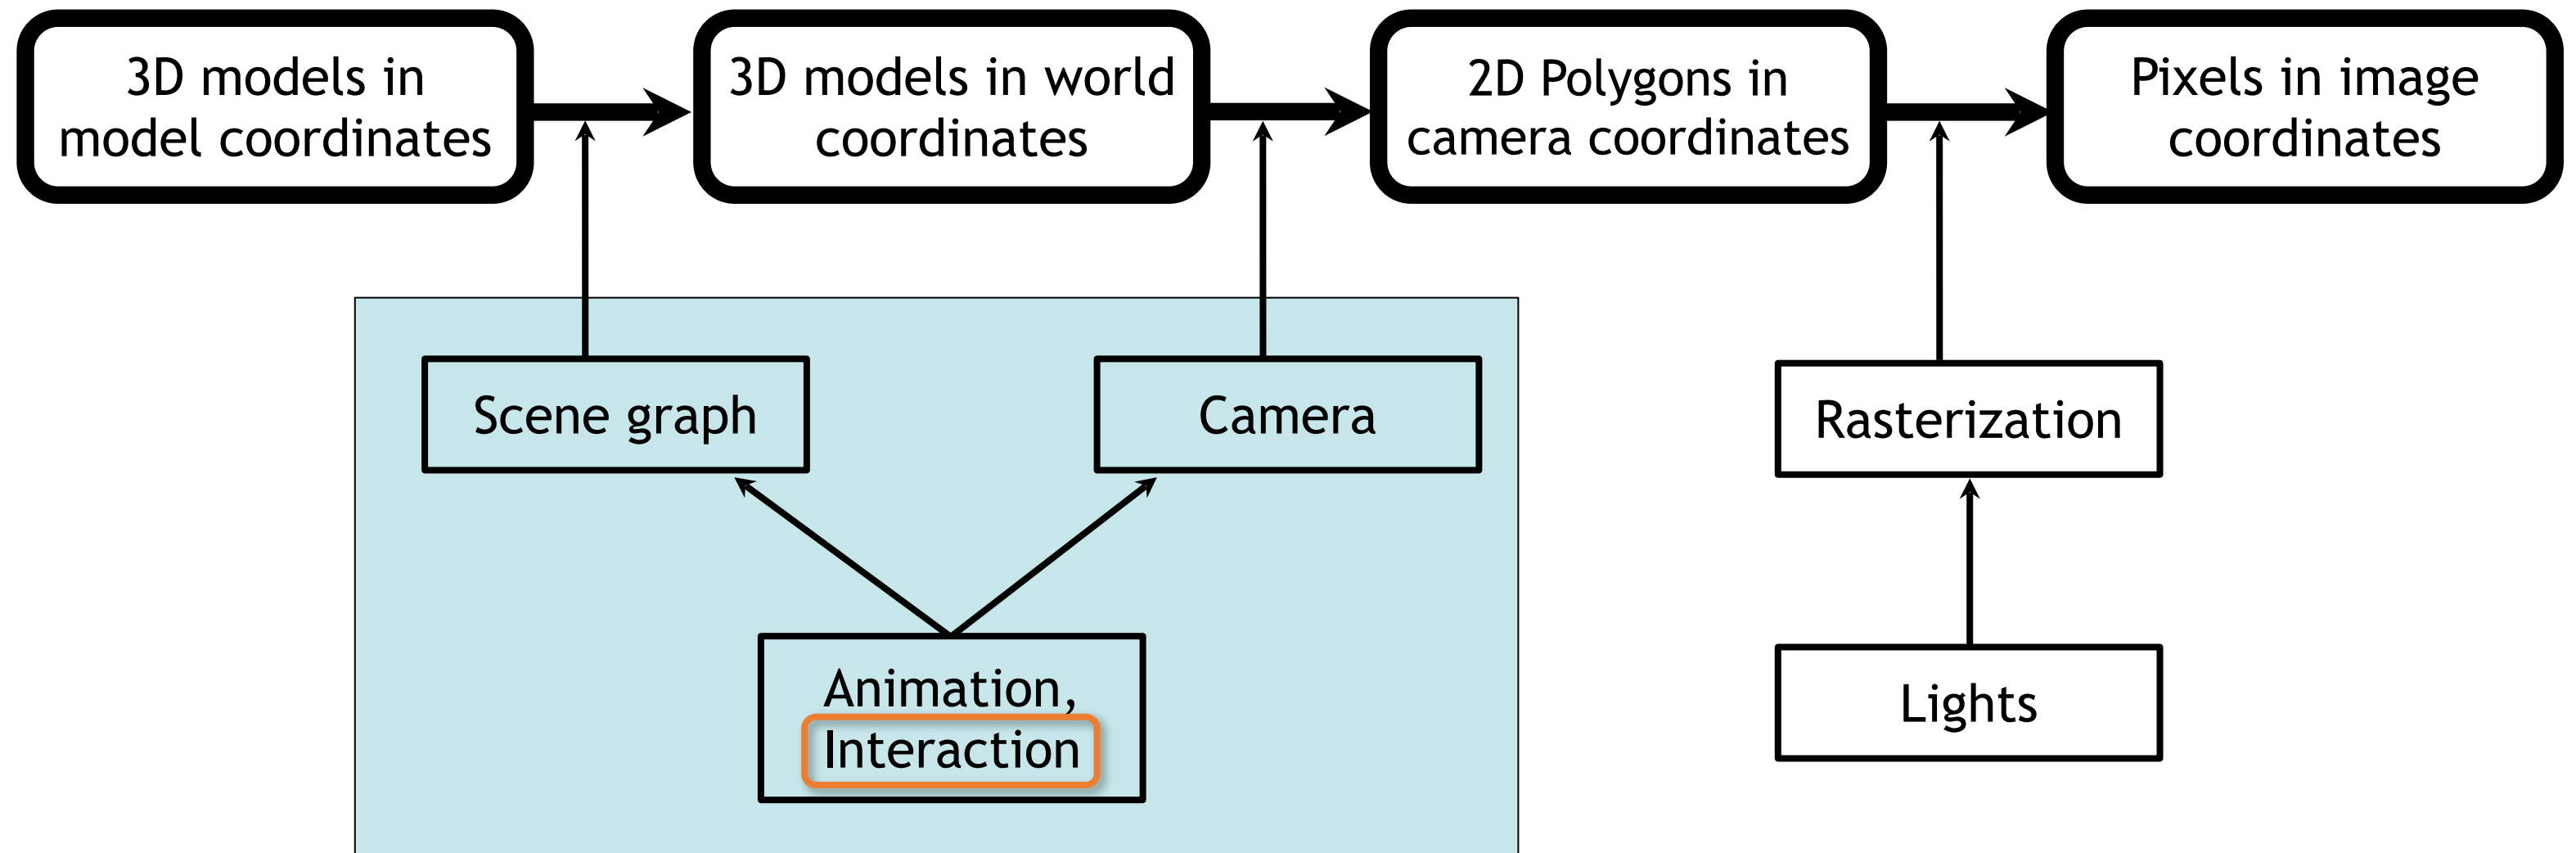 3D models in
model coordinates
3D models in world
coordinates
2D Polygons in
camera coordinates
Pixels in image
coordinates
Scene graph
Camera
Rasterization
Animation,
Interaction
Lights